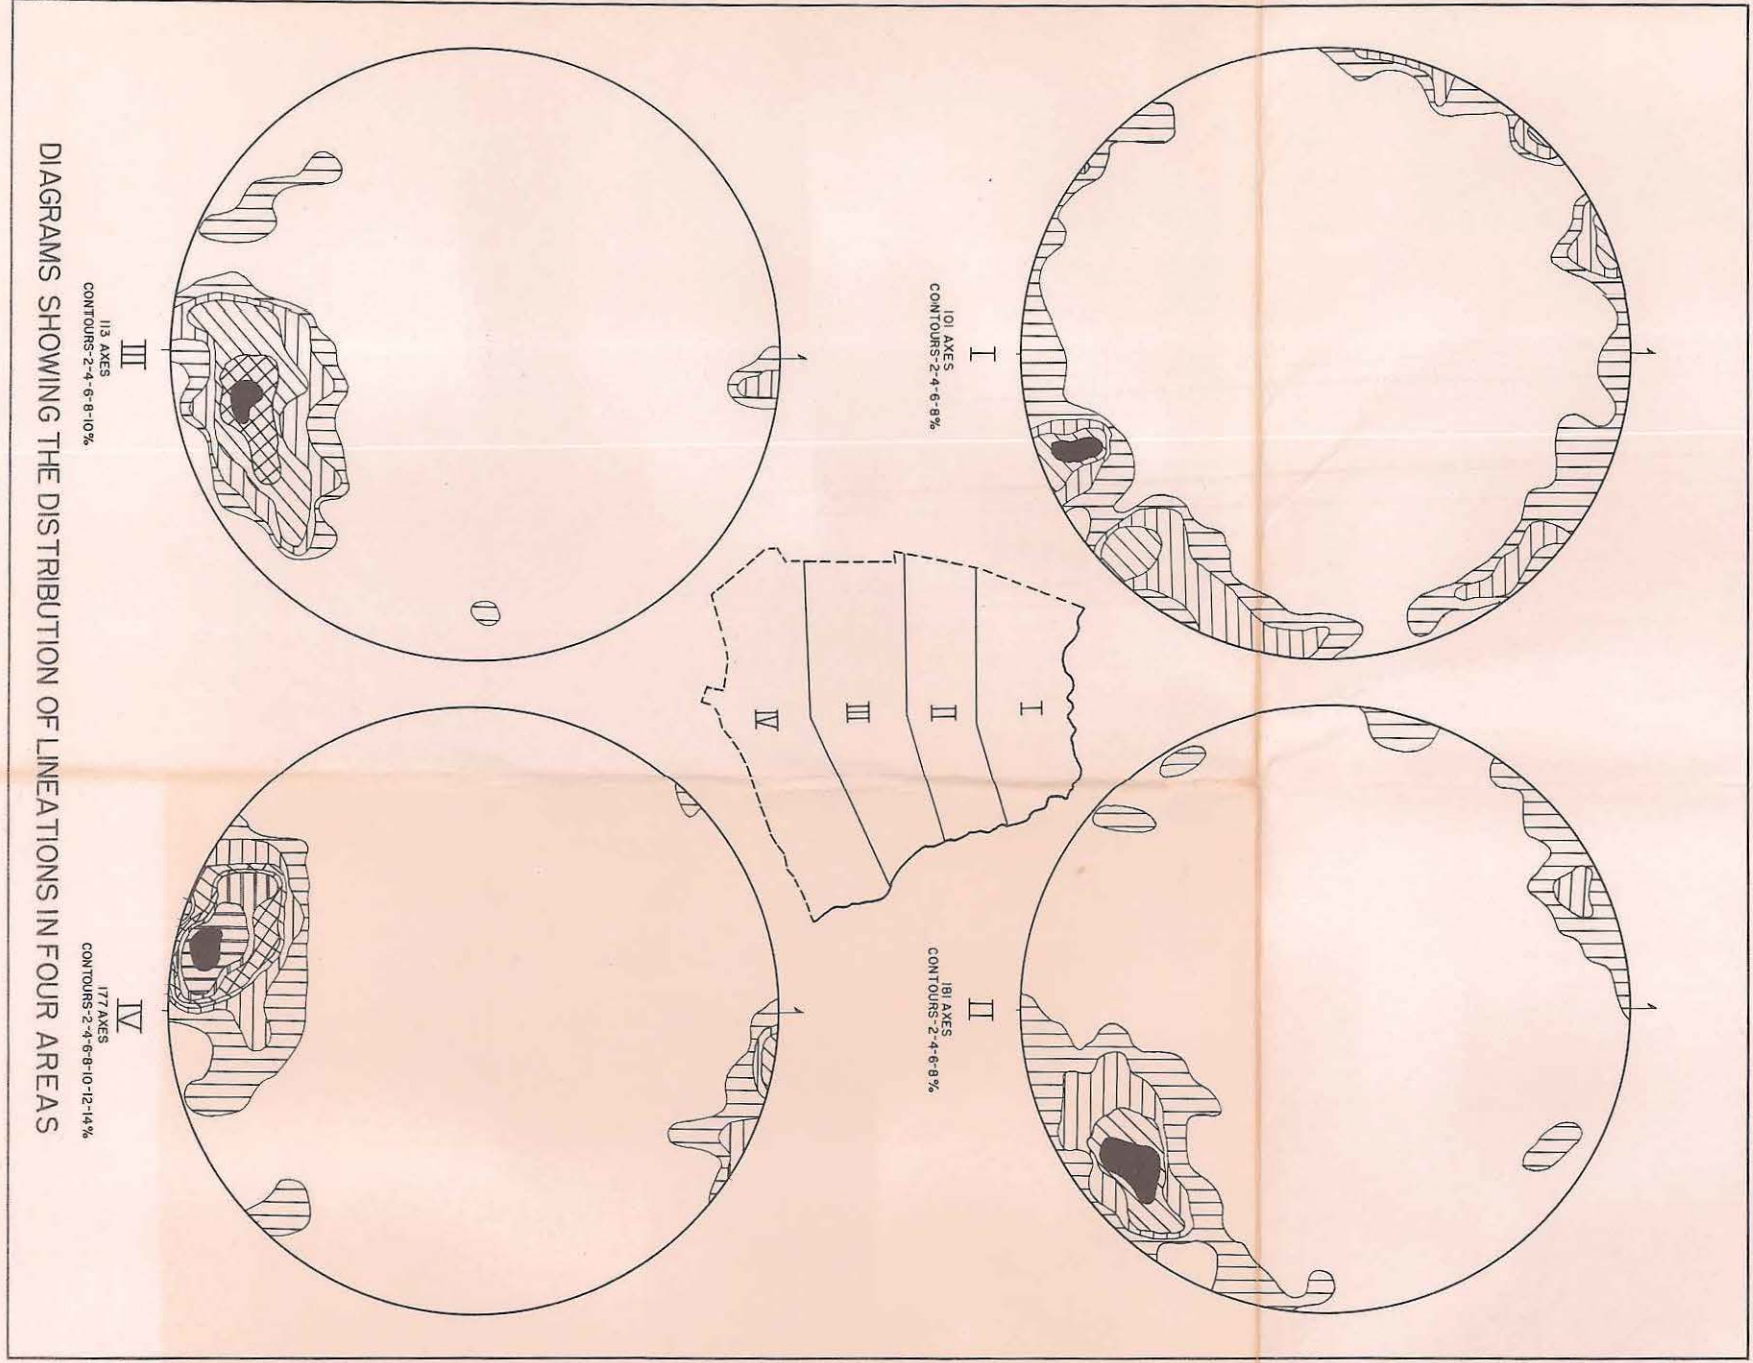 I
101 AXES
CONTOURS-2-4-6-8%
II
181 AXES
CONTOURS-2-4-6-8%
I
II
III
IV
III
113 AXES
CONTOURS-2-4-6-8-10%
IV
177 AXES
CONTOURS-2-4-6-8-10-12-14%
DIAGRAMS SHOWING THE DISTRIBUTION OF LINEATIONS IN FOUR AREAS